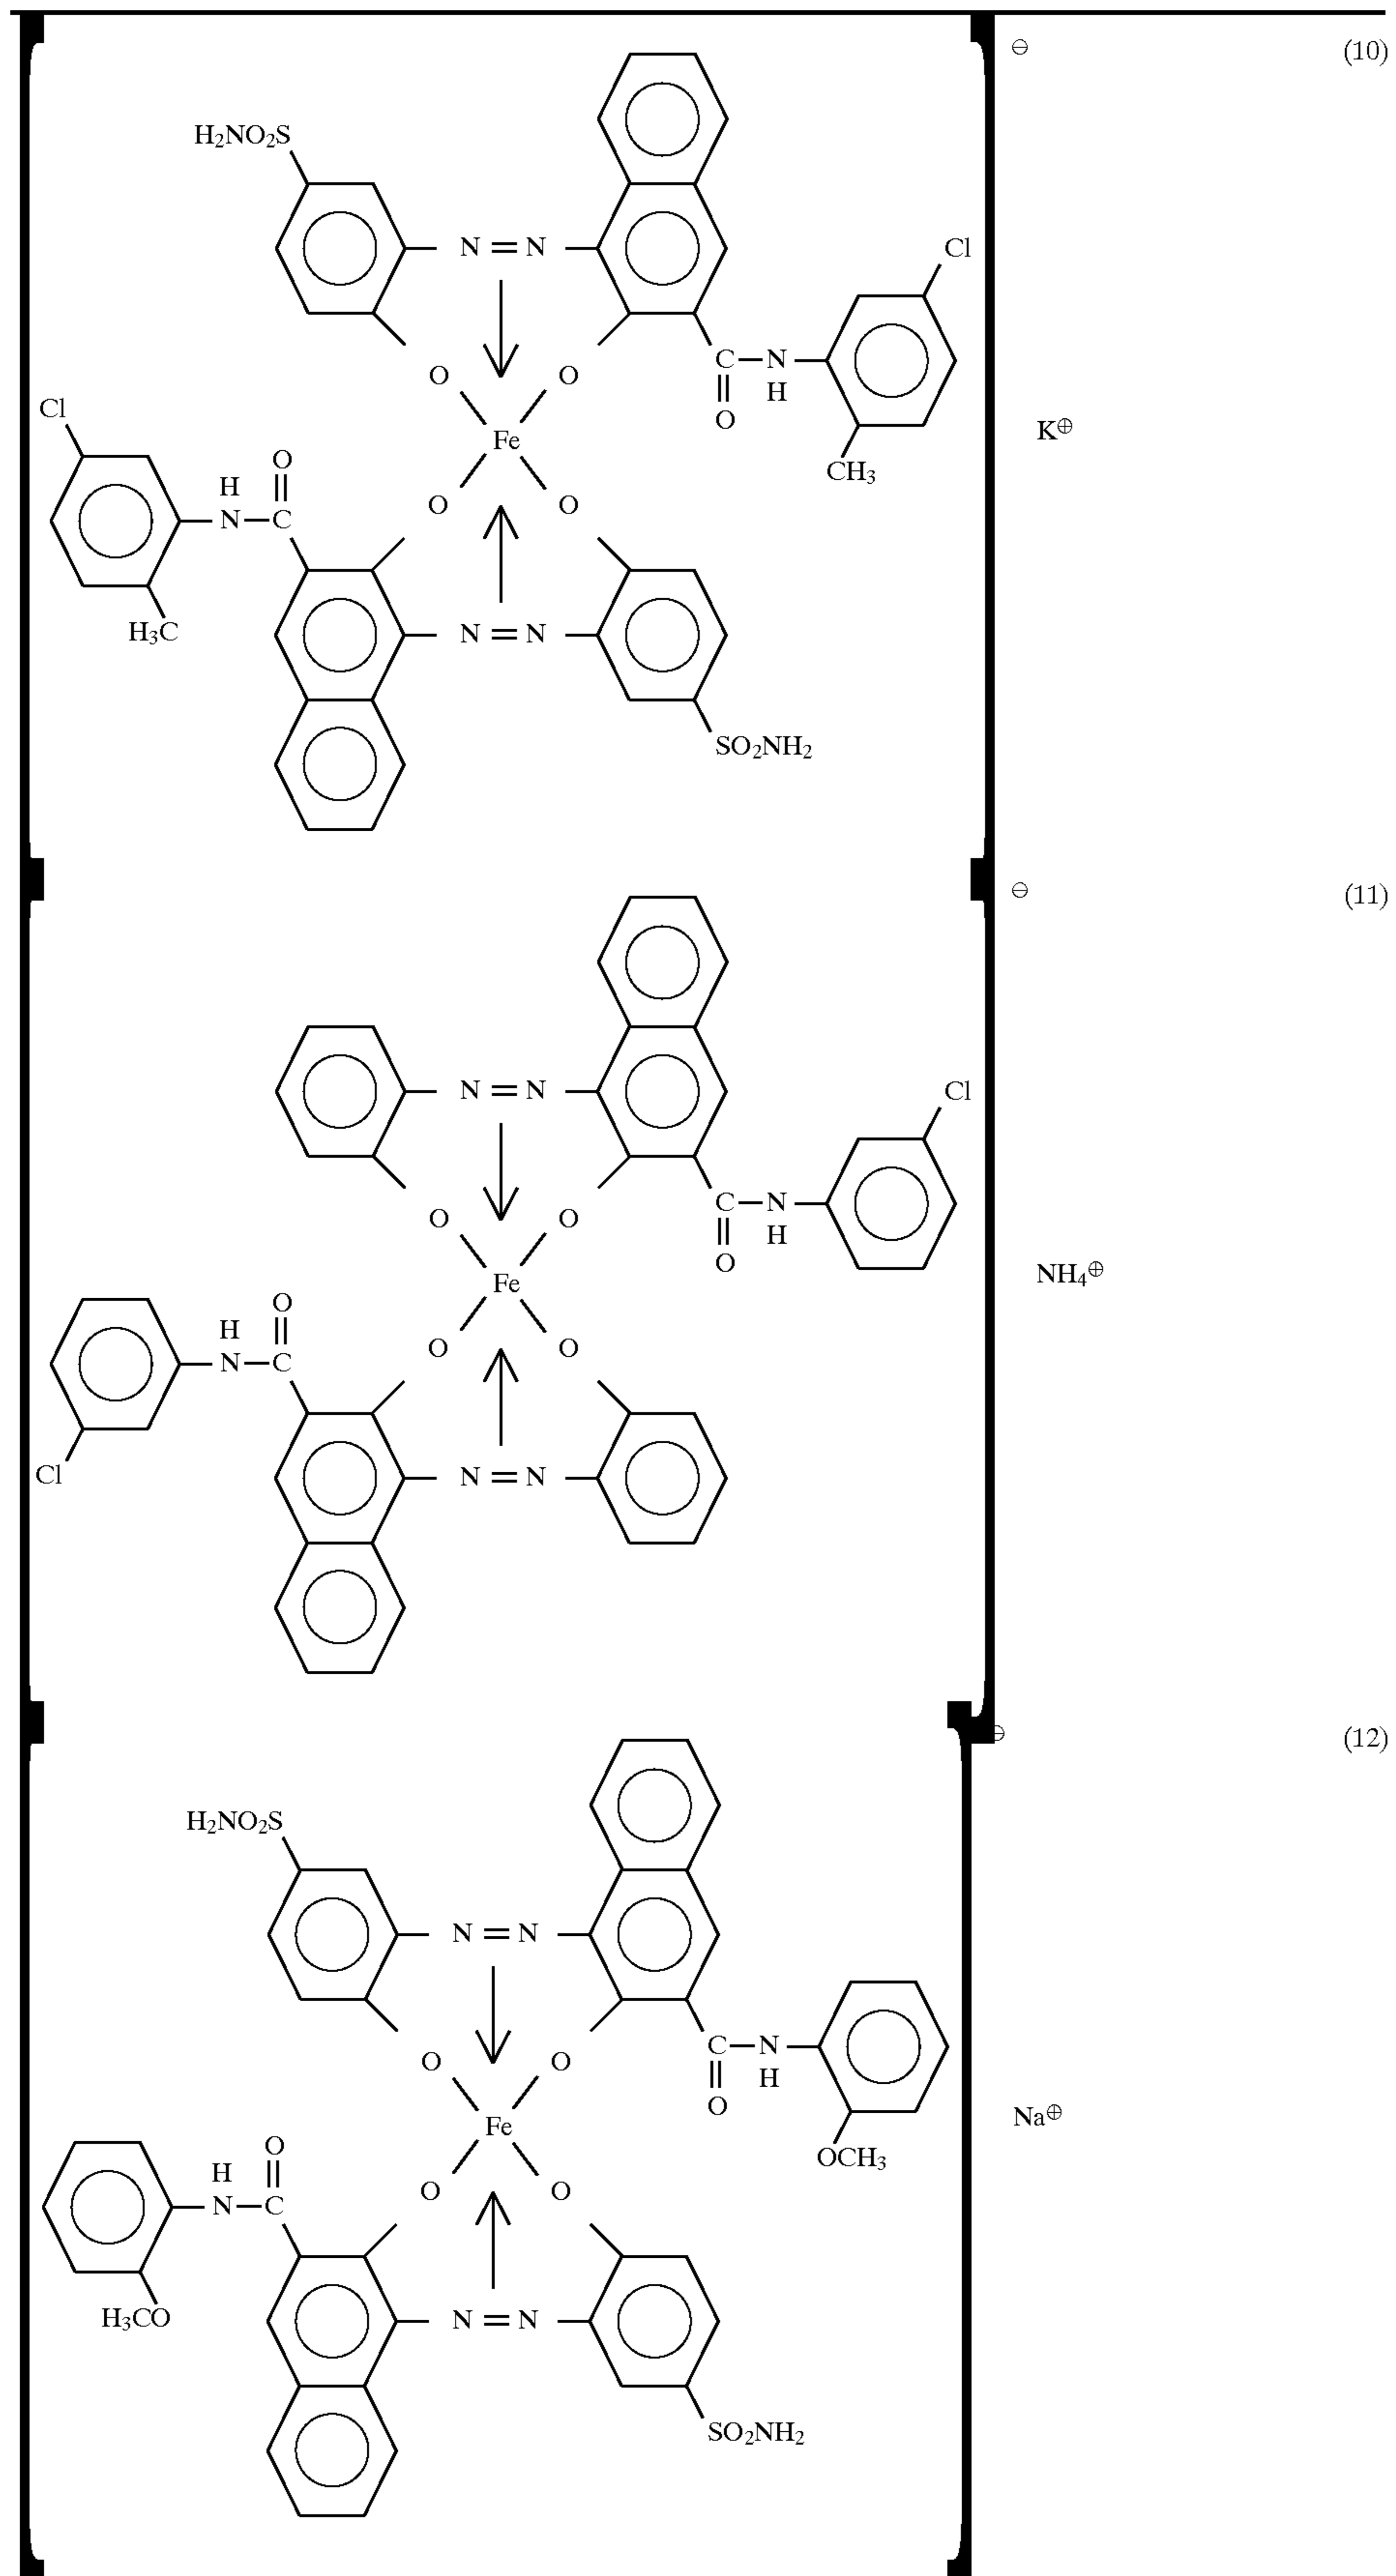 ⊖ (10)
H₂NO₂S
N=N Cl
O O C—N
H
O
Cl Fe K⊕
O CH₃
H
N—C O O
H₃C N=N
SO₂NH₂
⊖ (11)
N=N Cl
O O C—N
H
O
O Fe NH₄⊕
H
N—C O O
Cl N=N
⊖ (12)
H₂NO₂S
N=N
O O C—N
H
O
Fe Na⊕
O OCH₃
H
N—C O O
H₃CO N=N
SO₂NH₂